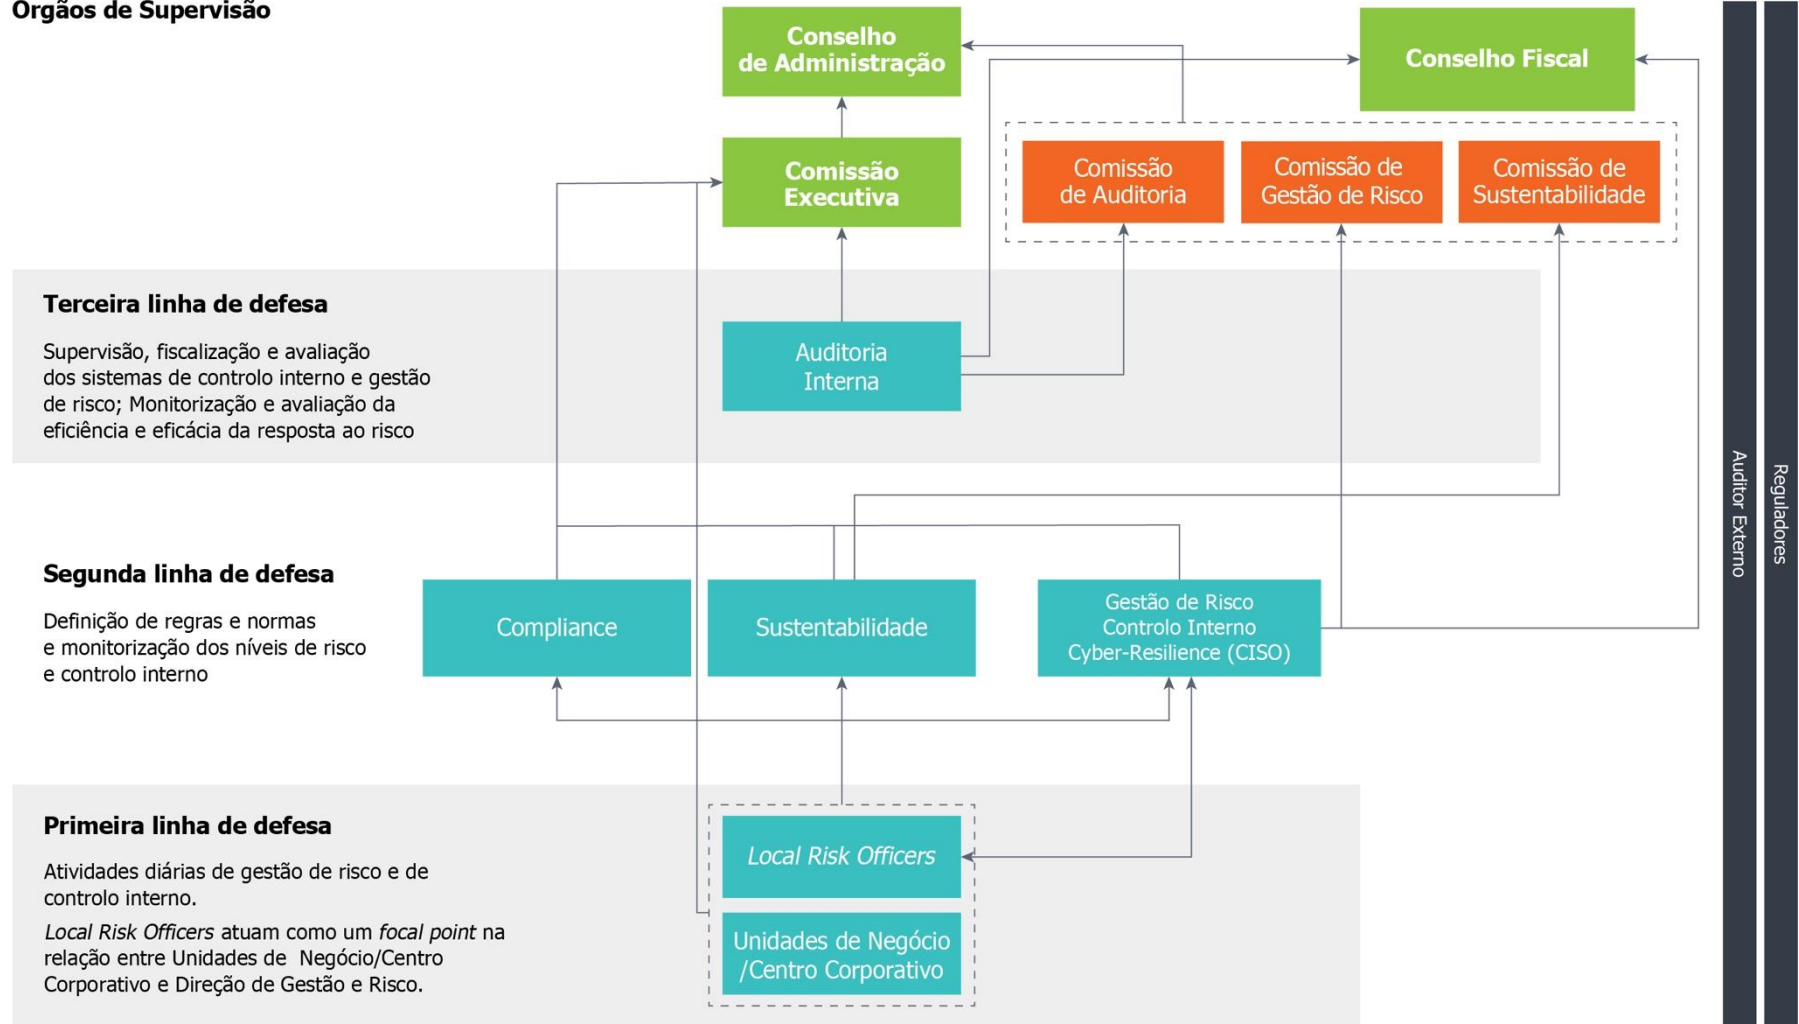 Órgãos de Supervisão
Conselho
de Administração
Conselho Fiscal
Comissão
Executiva
Comissão
de Auditoria
Comissão de
Gestão de Risco
Comissão de
Sustentabilidade
Terceira linha de defesa
Supervisão, fiscalização e avaliação
dos sistemas de controlo interno e gestão
de risco; Monitorização e avaliação da
eficiência e eficácia da resposta ao risco
Auditoria
Interna
Segunda linha de defesa
Definição de regras e normas
e monitorização dos níveis de risco
e controlo interno
Compliance
Sustentabilidade
Gestão de Risco
Controlo Interno
Cyber-Resilience (CISO)
Primeira linha de defesa
Atividades diárias de gestão de risco e de
controlo interno.
Local Risk Officers atuam como um focal point na
relação entre Unidades de Negócio/Centro
Corporativo e Direção de Gestão e Risco.
Local Risk Officers
Unidades de Negócio
/Centro Corporativo
Auditor Externo
Reguladores